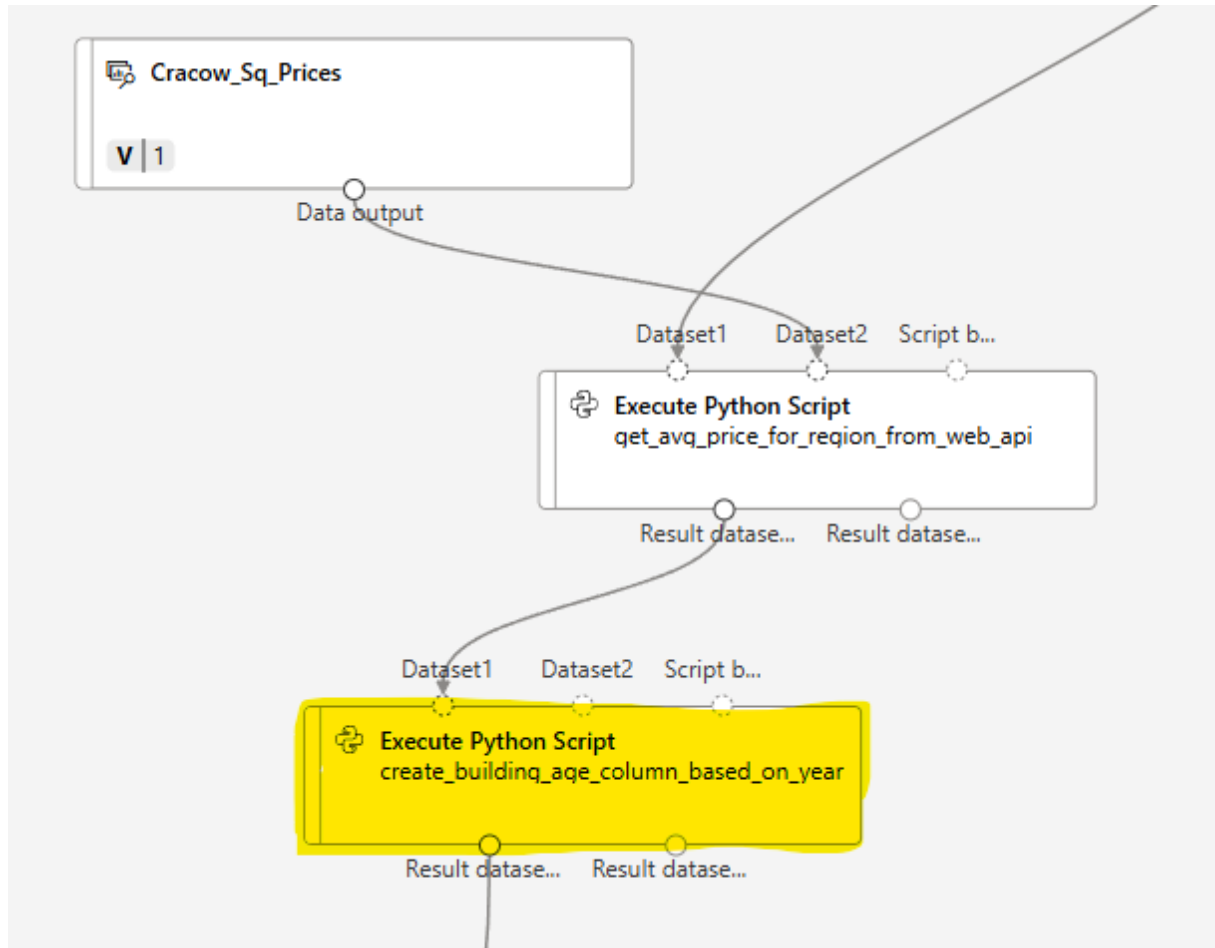 Cracow_Sq_Prices
V 1
Data output
Dataset1 Dataset2 Script b...
Execute Python Script
get_avg_price_for_region_from_web_api
Result datase... Result datase...
Dataset1 Dataset2 Script b...
Execute Python Script
create_building_age_column_based_on_year
Result datase... Result datase...